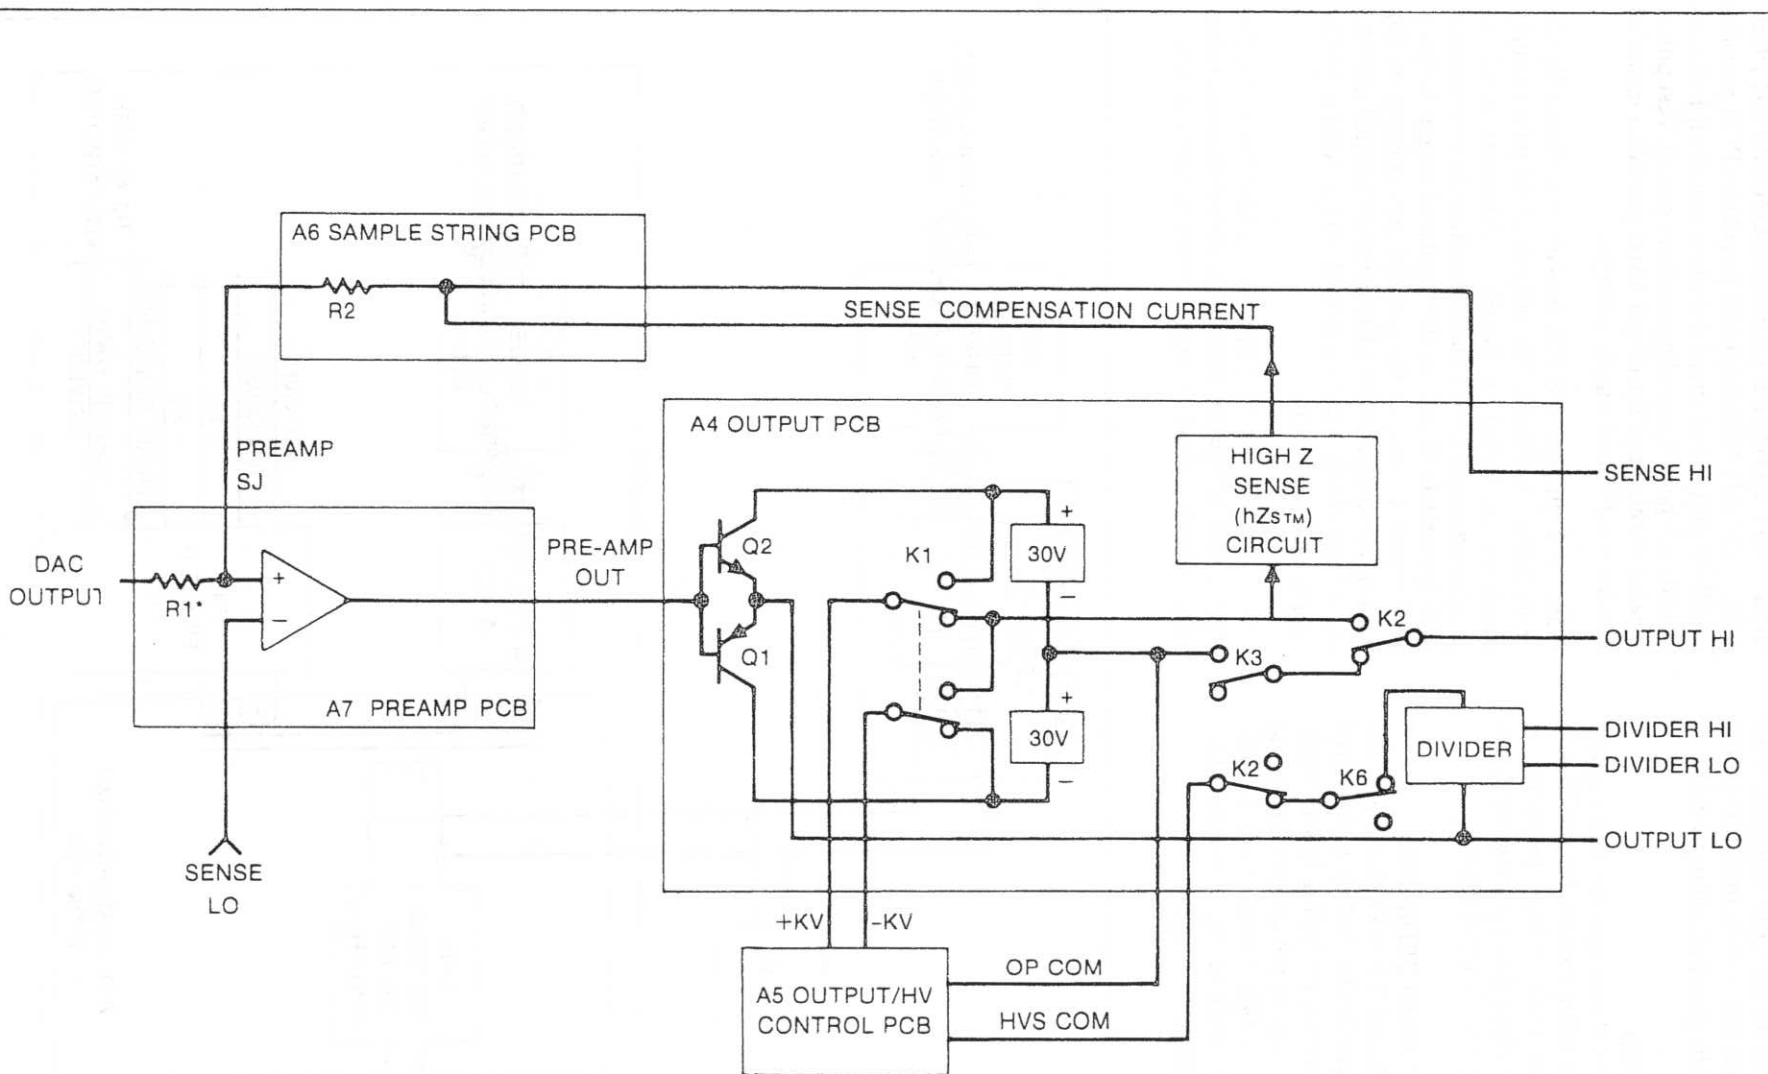 A6 SAMPLE STRING PCB
R2
SENSE COMPENSATION CURRENT
A4 OUTPUT PCB
PREAMP
SJ
HIGH Z
SENSE
(hZs™)
CIRCUIT
SENSE HI
DAC
OUTPUT
R1*
+
−
A7 PREAMP PCB
PRE-AMP
OUT
Q2
Q1
K1
+
30V
−
+
30V
−
K2
K3
OUTPUT HI
DIVIDER
DIVIDER HI
DIVIDER LO
K2
K6
OUTPUT LO
SENSE
LO
+KV
-KV
A5 OUTPUT/HV
CONTROL PCB
OP COM
HVS COM